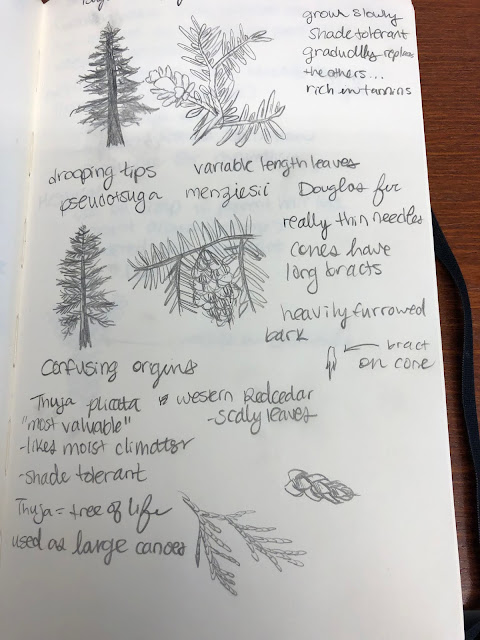 grow slowly
shade tolerant
gradually replaces
the others...
rich in tannins
drooping tips
variable length leaves
pseudotsuga menziesii Douglas fir
really thin needles
cones have
long bracts
heavily furrowed
bark
bract
on cone
confusing origins
Thuja plicata western Redcedar
"most valuable"
-scaly leaves
-likes moist climates
-shade tolerant
Thuja = tree of life
used as large canoes